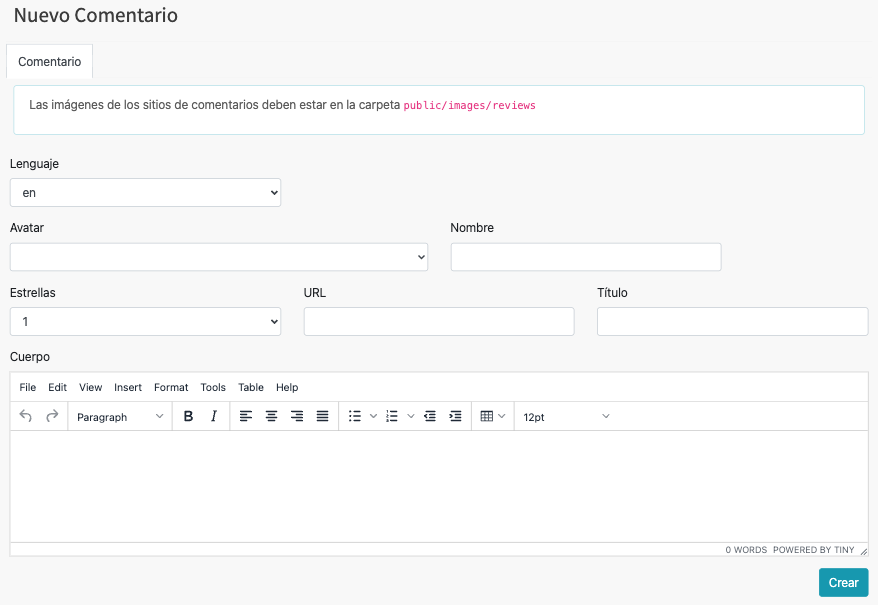 Nuevo Comentario
Comentario
Las imágenes de los sitios de comentarios deben estar en la carpeta public/images/reviews
Lenguaje
en
Avatar Nombre
Estrellas URL Título
1
Cuerpo
File Edit View Insert Format Tools Table Help
Paragraph B I 12pt
0 WORDS POWERED BY TINY
Crear